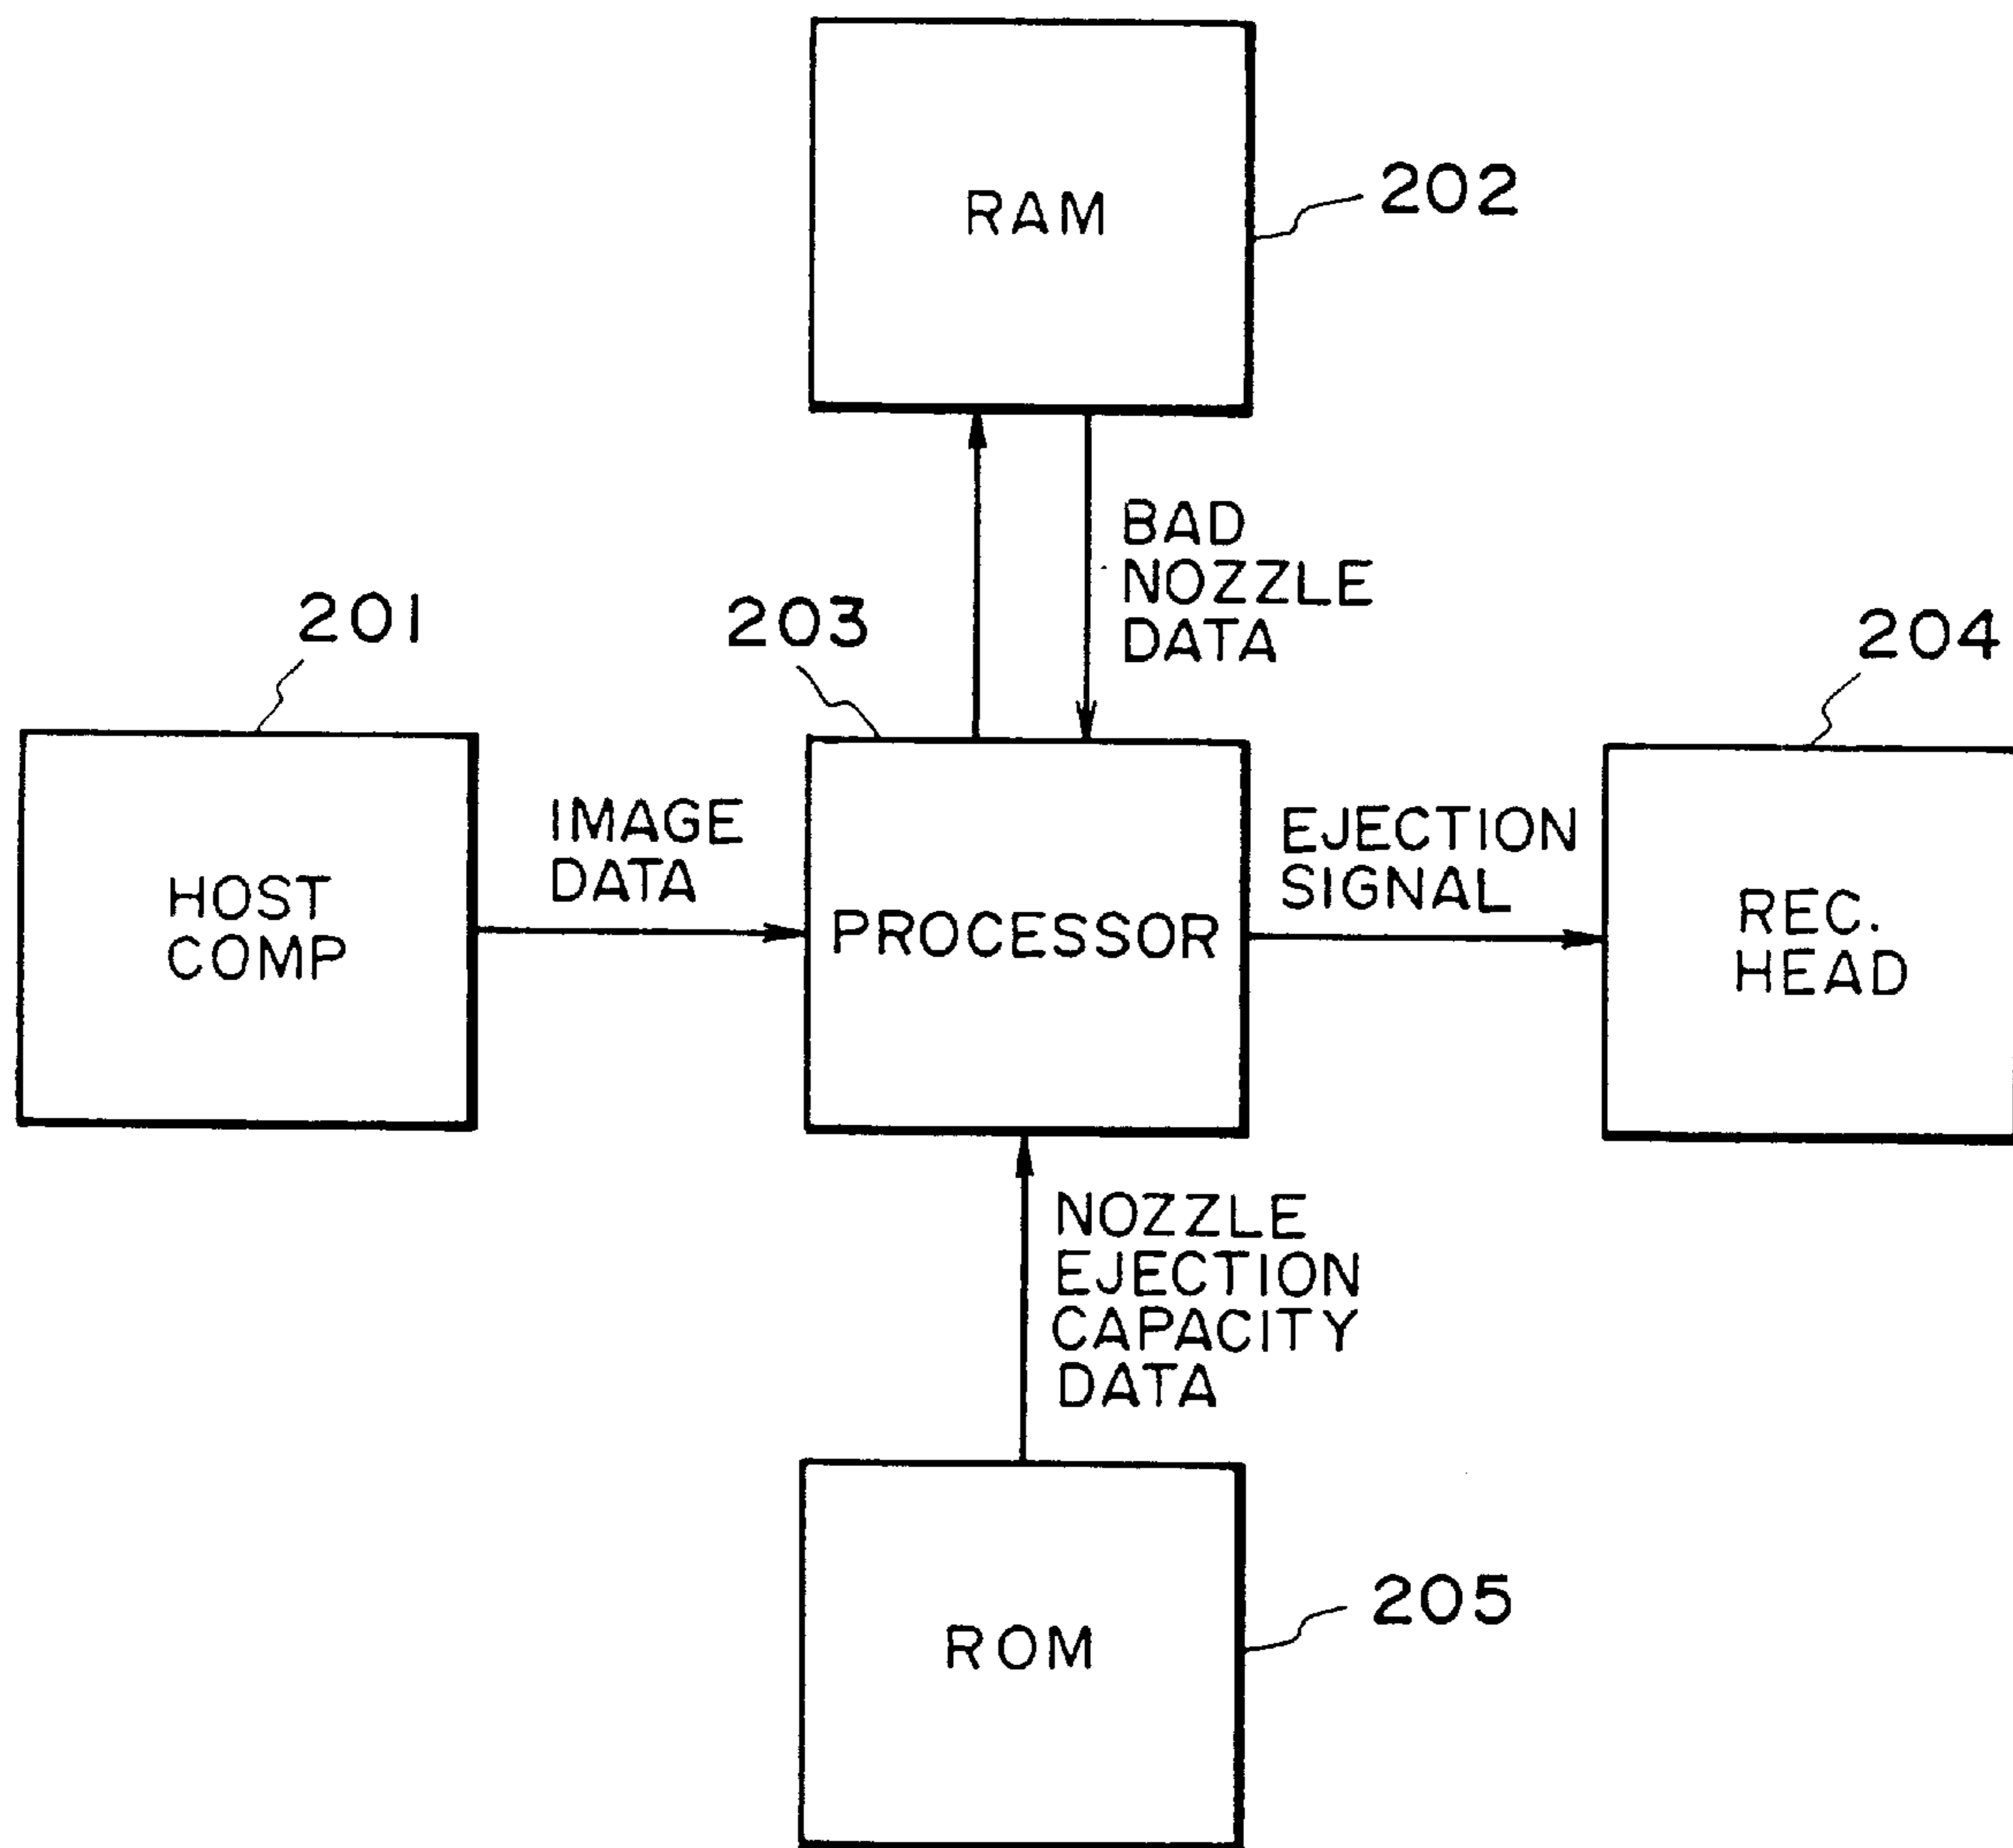 RAM
202
BAD
NOZZLE
DATA
201
203
204
IMAGE
DATA
EJECTION
SIGNAL
HOST
COMP
PROCESSOR
REC.
HEAD
NOZZLE
EJECTION
CAPACITY
DATA
ROM
205